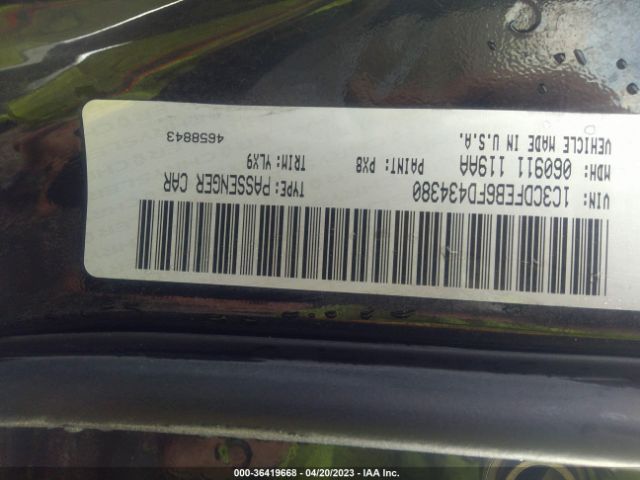 VIN: 1C3CDFEB6FD434380 TYPE: PASSENGER CAR
MDH: 060911 119AA PAINT: PX8 TRIM: VLX9
VEHICLE MADE IN U.S.A. 4658843
000-36419668 - 04/20/2023 - IAA Inc.